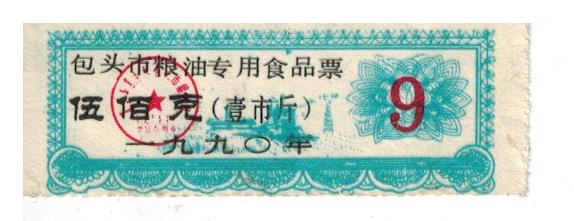 包头市粮油专用食品票
伍佰克(壹市斤)
一九九〇年
9